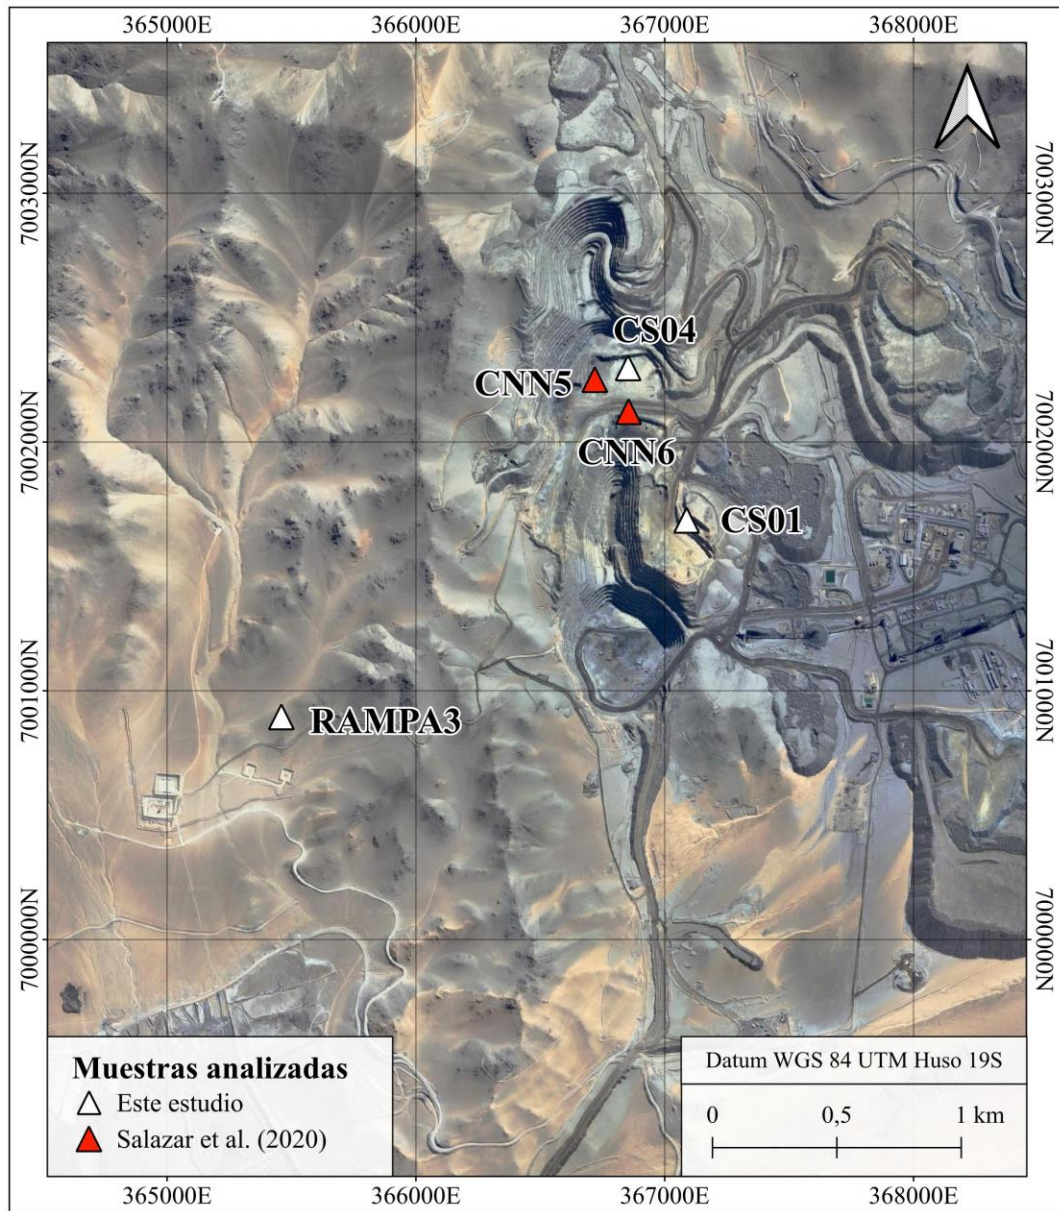 365000E 366000E 367000E 368000E
7003000N 7003000N
CS04
CNN5
7002000N 7002000N
CNN6
CS01
7001000N 7001000N
RAMPA3
7000000N 7000000N
Muestras analizadas
Este estudio
Salazar et al. (2020)
Datum WGS 84 UTM Huso 19S
0 0,5 1 km
365000E 366000E 367000E 368000E